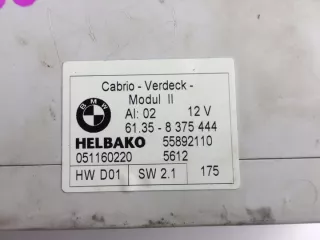 Cabrio - Verdeck -
Modul II
BMW
AI: 02 12 V
61.35 - 8 375 444
HELBAKO 55892110
051160220 5612
HW D01 SW 2.1 175